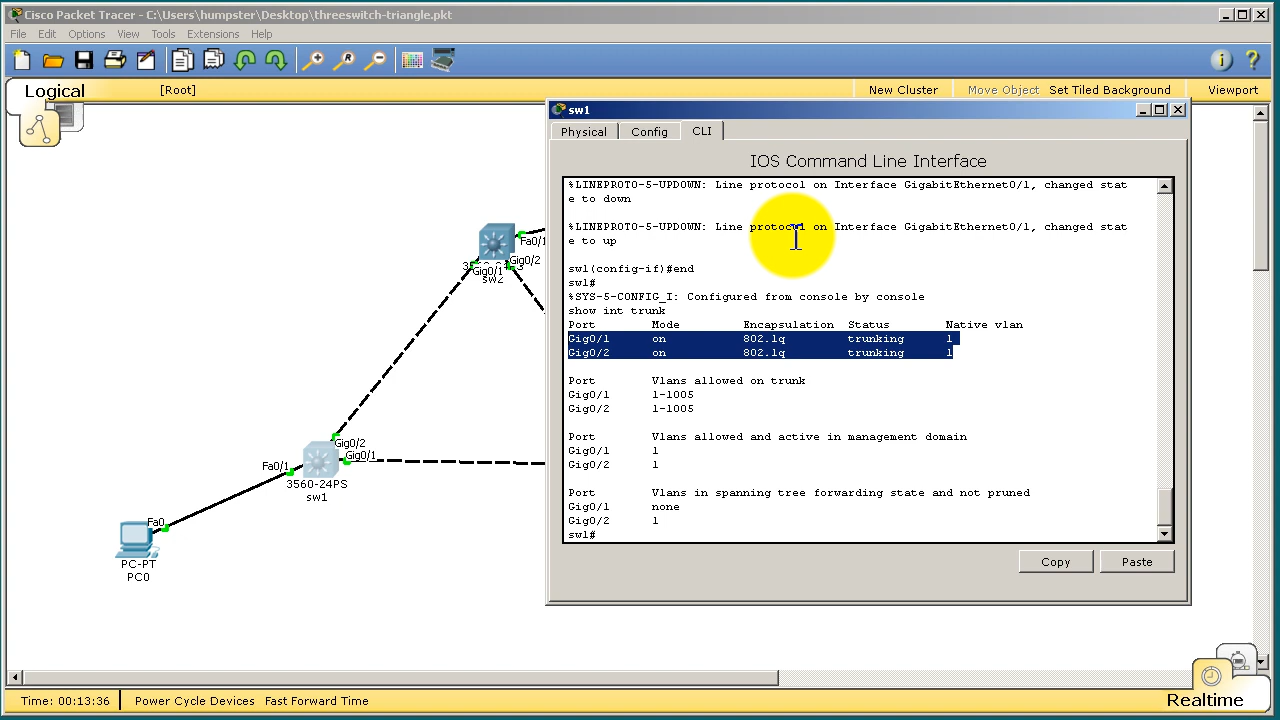 Cisco Packet Tracer - C:\Users\humpster\Desktop\threeswitch-triangle.pkt
File Edit Options View Tools Extensions Help
Logical [Root] New Cluster Move Object Set Tiled Background Viewport
sw1
Physical Config CLI
IOS Command Line Interface
%LINEPROTO-5-UPDOWN: Line protocol on Interface GigabitEthernet0/1, changed stat
e to down
%LINEPROTO-5-UPDOWN: Line protocol on Interface GigabitEthernet0/1, changed stat
e to up
sw1(config-if)#end
sw1#
%SYS-5-CONFIG_I: Configured from console by console
show int trunk
Port Mode Encapsulation Status Native vlan
Gig0/1 on 802.1q trunking 1
Gig0/2 on 802.1q trunking 1
Port Vlans allowed on trunk
Gig0/1 1-1005
Gig0/2 1-1005
Port Vlans allowed and active in management domain
Gig0/1 1
Gig0/2 1
Port Vlans in spanning tree forwarding state and not pruned
Gig0/1 none
Gig0/2 1
sw1#
Copy Paste
Fa0/1
Gig0/2
Gig0/1
sw2
Gig0/2
Gig0/1
Fa0/1
3560-24PS
sw1
Fa0
PC-PT
PC0
Time: 00:13:36 Power Cycle Devices Fast Forward Time Realtime